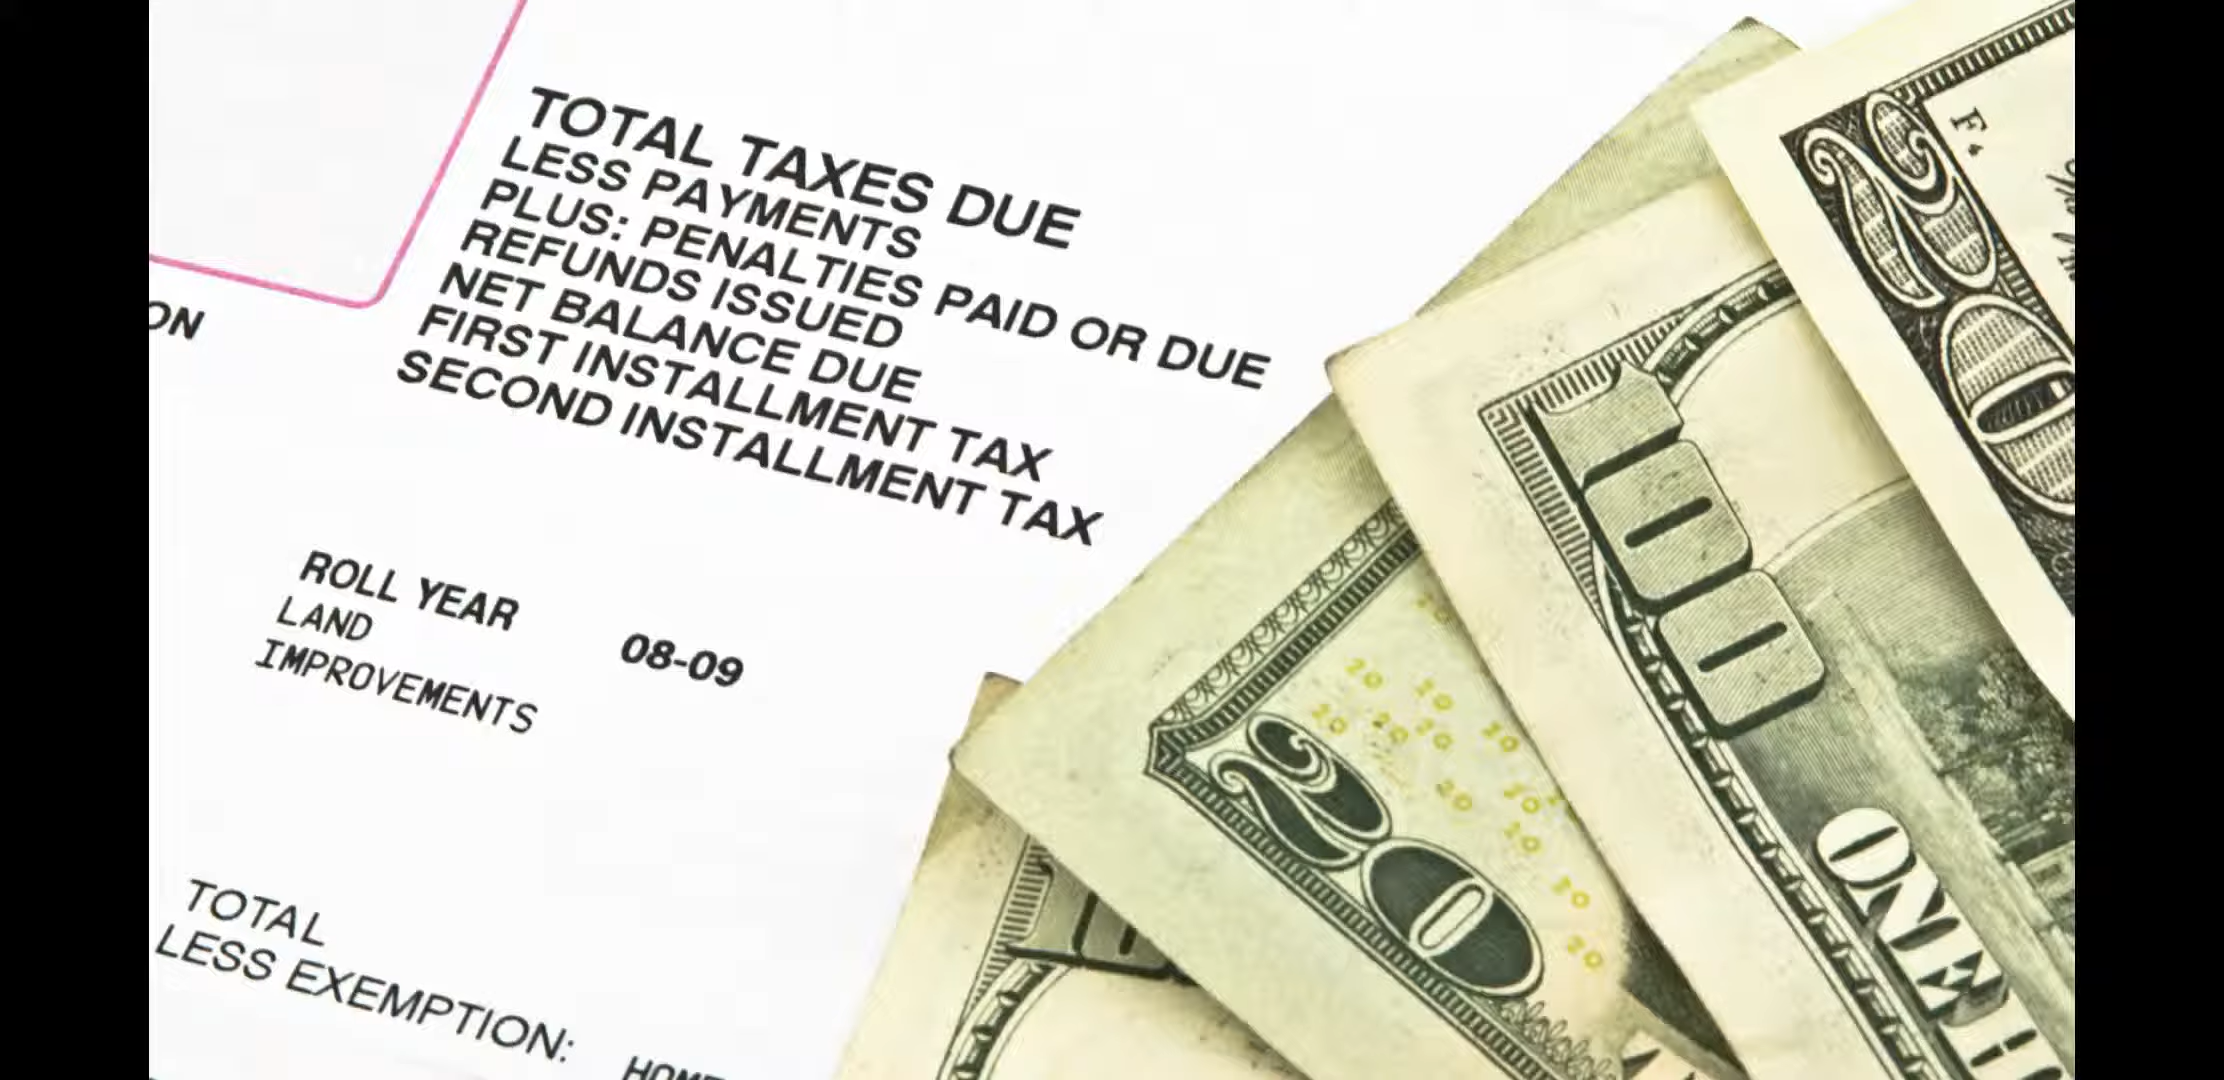 TOTAL TAXES DUE
LESS PAYMENTS
PLUS: PENALTIES PAID OR DUE
REFUNDS ISSUED
NET BALANCE DUE
FIRST INSTALLMENT TAX
SECOND INSTALLMENT TAX
ON
ROLL YEAR 08-09
LAND
IMPROVEMENTS
TOTAL
LESS EXEMPTION:
20
100
ONE
20